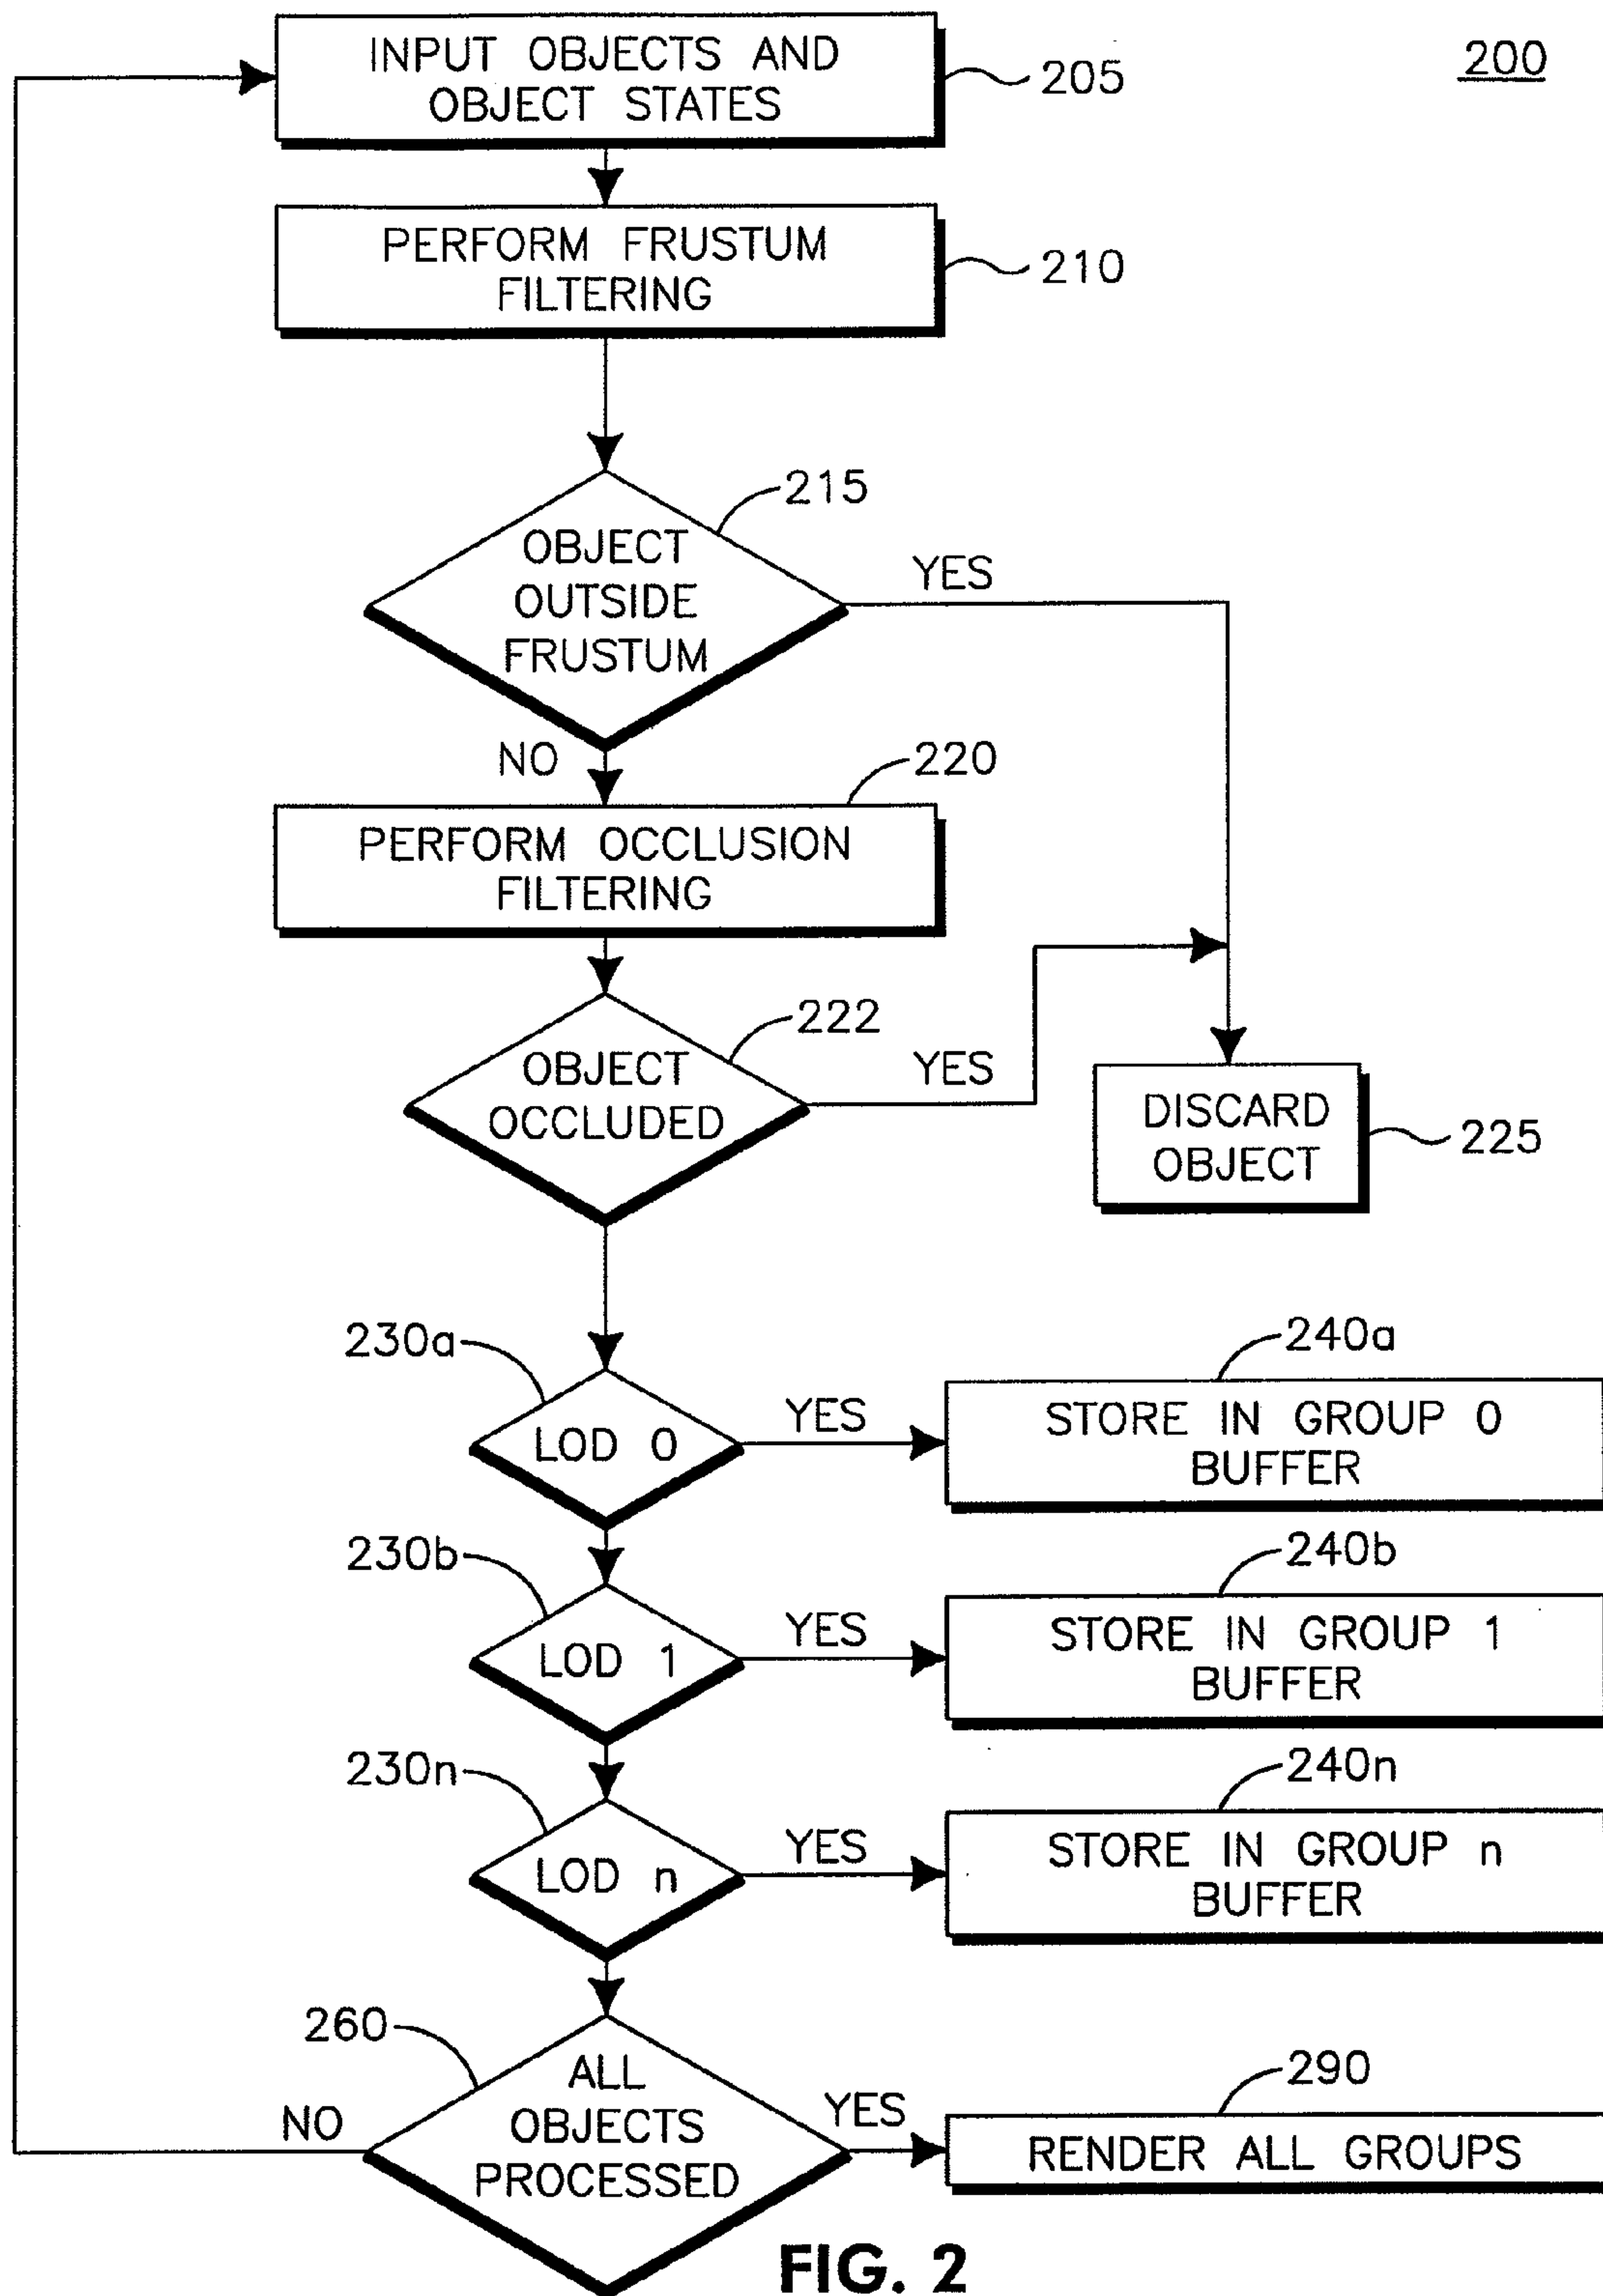 INPUT OBJECTS AND
OBJECT STATES
205
200
PERFORM FRUSTUM
FILTERING
210
215
OBJECT
OUTSIDE
FRUSTUM
YES
NO
220
PERFORM OCCLUSION
FILTERING
222
OBJECT
OCCLUDED
YES
DISCARD
OBJECT
225
230a
LOD 0
YES
240a
STORE IN GROUP 0
BUFFER
230b
LOD 1
YES
240b
STORE IN GROUP 1
BUFFER
230n
LOD n
YES
240n
STORE IN GROUP n
BUFFER
260
ALL
OBJECTS
PROCESSED
NO
YES
290
RENDER ALL GROUPS
FIG. 2